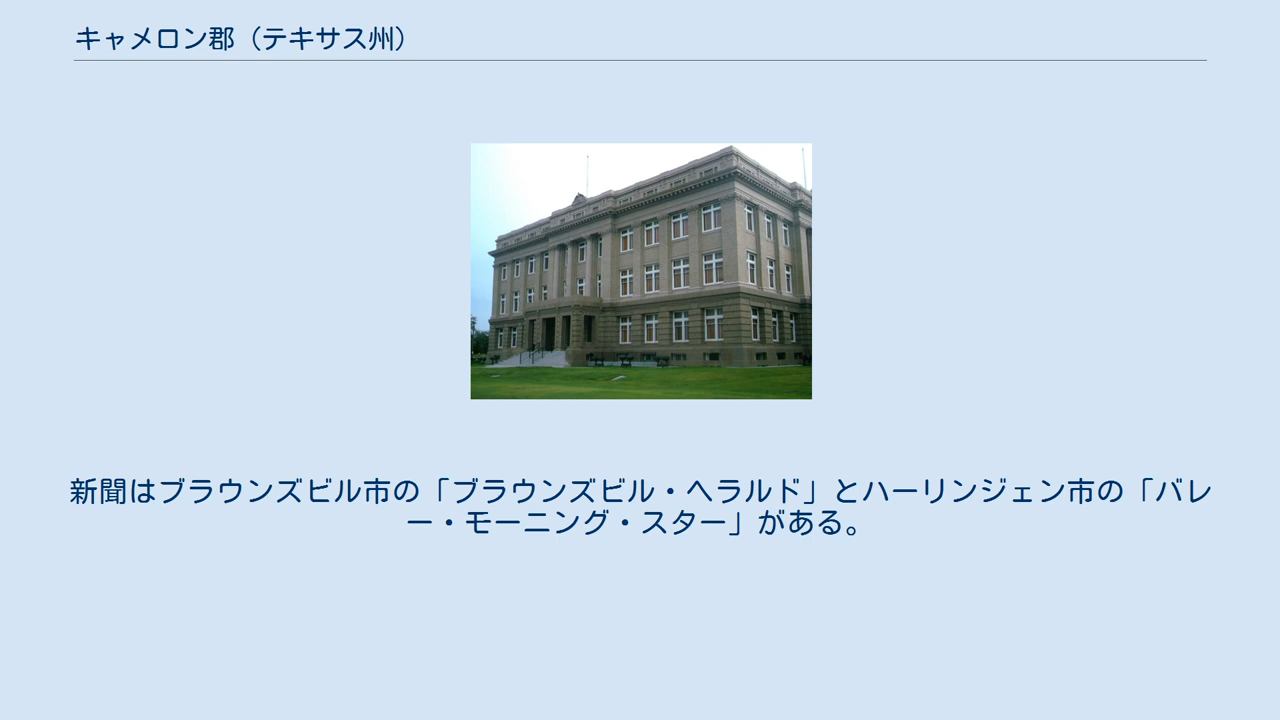 キャメロン郡（テキサス州）
新聞はブラウンズビル市の「ブラウンズビル・ヘラルド」とハーリンジェン市の「バレ
ー・モーニング・スター」がある。